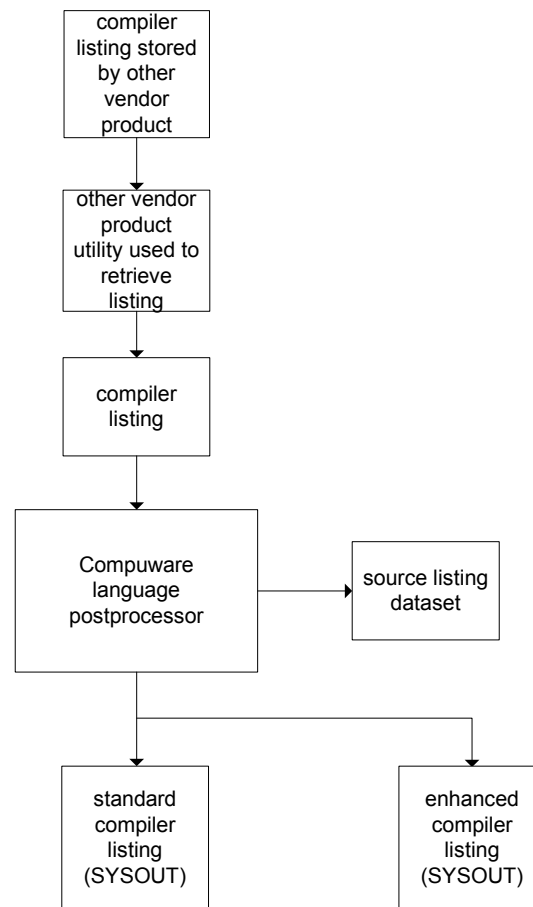 compiler
listing stored
by other
vendor
product
other vendor
product
utility used to
retrieve
listing
compiler
listing
Compuware
language
postprocessor
source listing
dataset
standard
compiler
listing
(SYSOUT)
enhanced
compiler
listing
(SYSOUT)